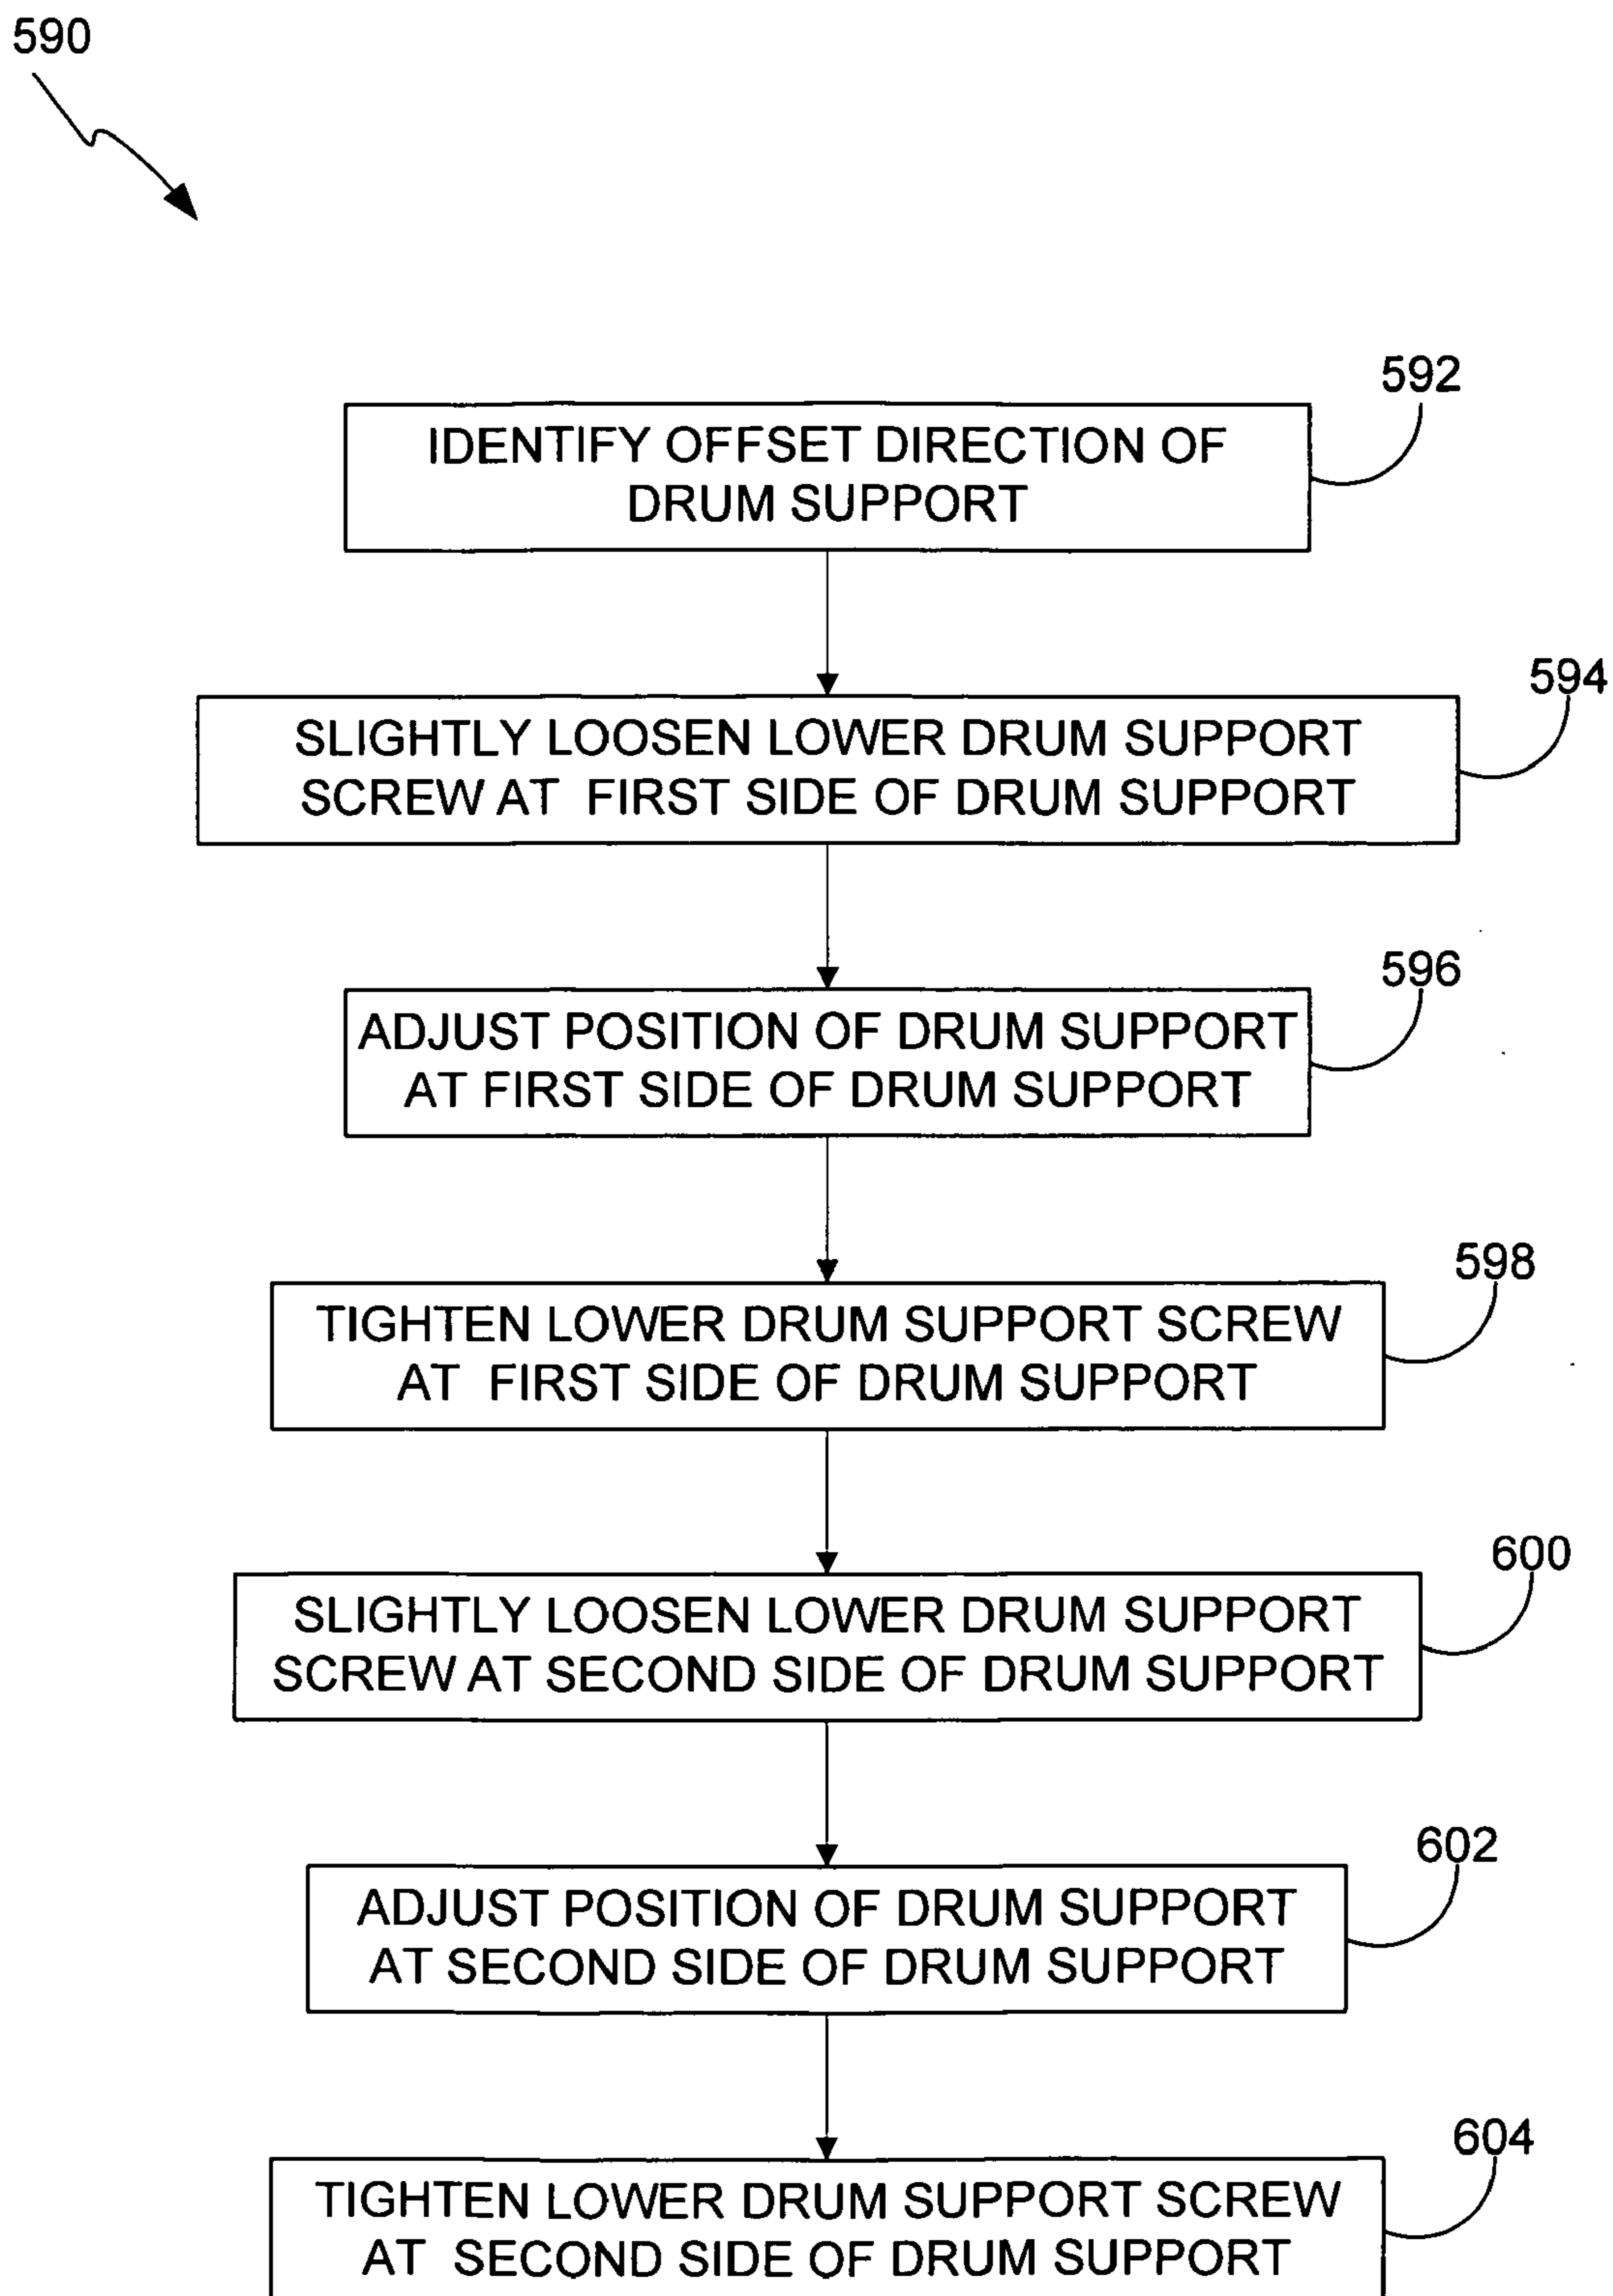 590
592
IDENTIFY OFFSET DIRECTION OF
DRUM SUPPORT
594
SLIGHTLY LOOSEN LOWER DRUM SUPPORT
SCREW AT FIRST SIDE OF DRUM SUPPORT
596
ADJUST POSITION OF DRUM SUPPORT
AT FIRST SIDE OF DRUM SUPPORT
598
TIGHTEN LOWER DRUM SUPPORT SCREW
AT FIRST SIDE OF DRUM SUPPORT
600
SLIGHTLY LOOSEN LOWER DRUM SUPPORT
SCREW AT SECOND SIDE OF DRUM SUPPORT
602
ADJUST POSITION OF DRUM SUPPORT
AT SECOND SIDE OF DRUM SUPPORT
604
TIGHTEN LOWER DRUM SUPPORT SCREW
AT SECOND SIDE OF DRUM SUPPORT